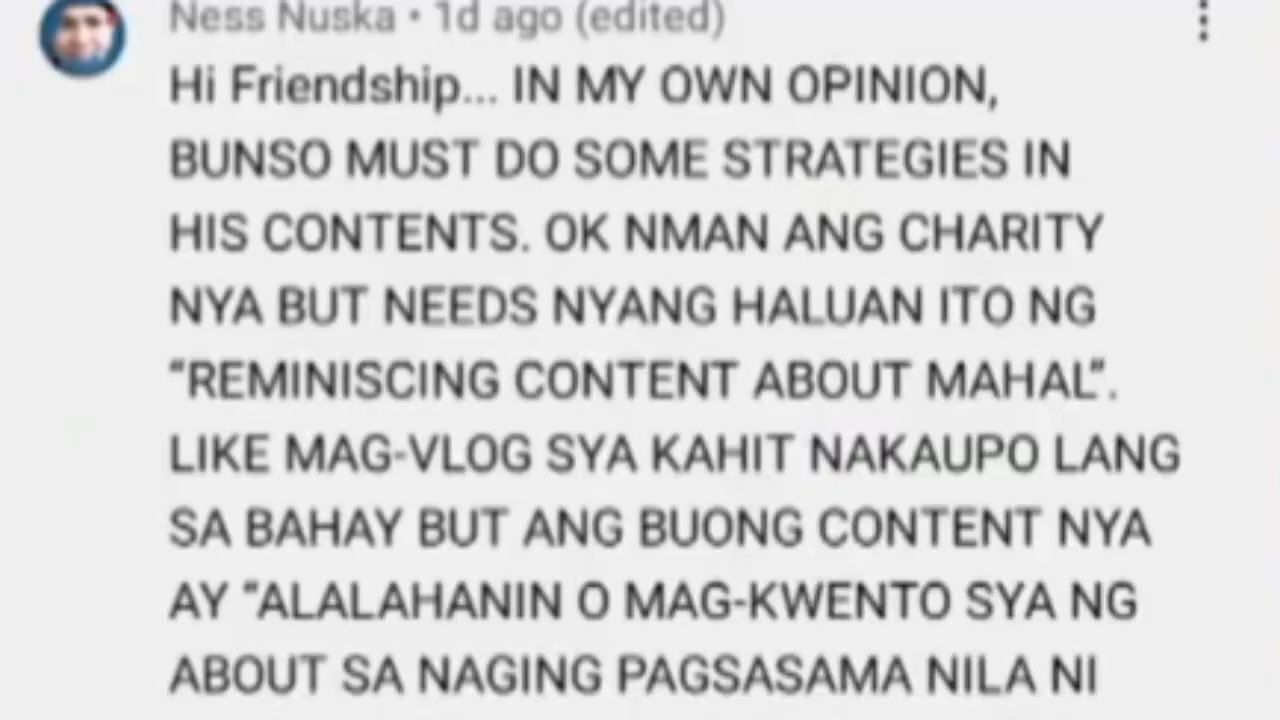 Ness Nuska • 1d ago (edited)
Hi Friendship... IN MY OWN OPINION,
BUNSO MUST DO SOME STRATEGIES IN
HIS CONTENTS. OK NMAN ANG CHARITY
NYA BUT NEEDS NYANG HALUAN ITO NG
“REMINISCING CONTENT ABOUT MAHAL”.
LIKE MAG-VLOG SYA KAHIT NAKAUPO LANG
SA BAHAY BUT ANG BUONG CONTENT NYA
AY “ALALAHANIN O MAG-KWENTO SYA NG
ABOUT SA NAGING PAGSASAMA NILA NI